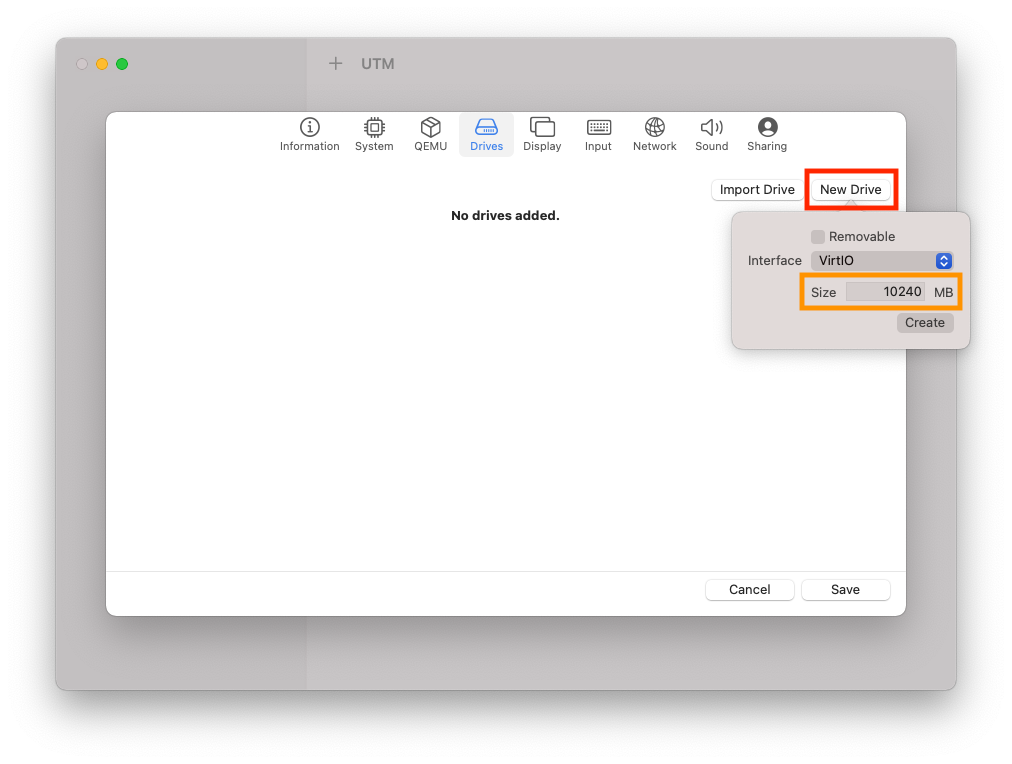 UTM
Information System QEMU Drives Display Input Network Sound Sharing
Import Drive New Drive
No drives added.
Removable
Interface VirtIO
Size 10240 MB
Create
Cancel Save